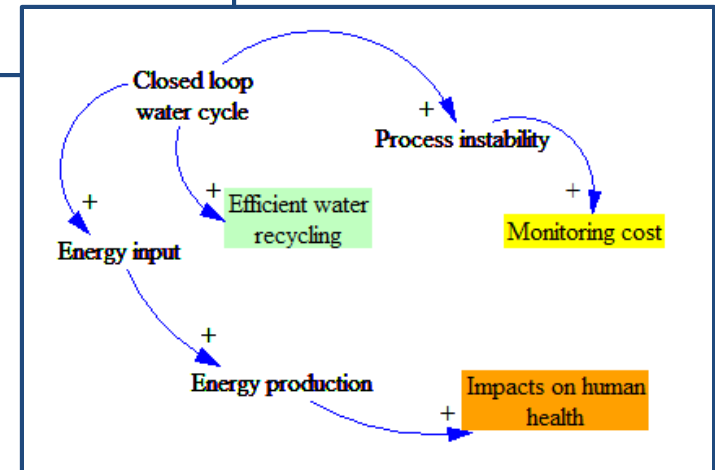 Closed loop
water cycle
+
Process instability
+
+
+
Efficient water
recycling
Monitoring cost
Energy input
+
Energy production
+
Impacts on human
health